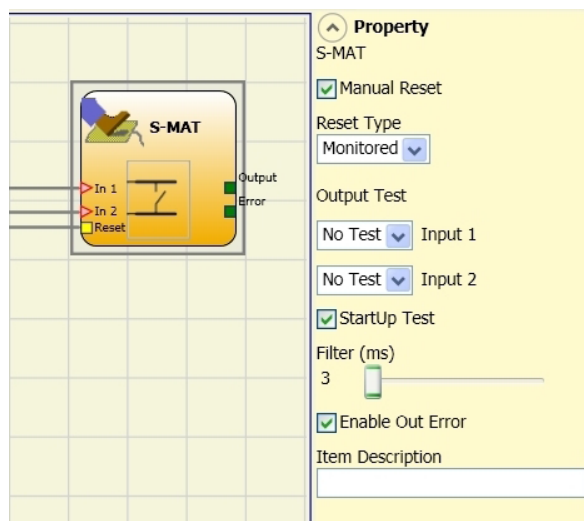 S-MAT
In 1
In 2
Reset
Output
Error
Property
S-MAT
Manual Reset
Reset Type
Monitored
Output Test
No Test Input 1
No Test Input 2
StartUp Test
Filter (ms)
3
Enable Out Error
Item Description